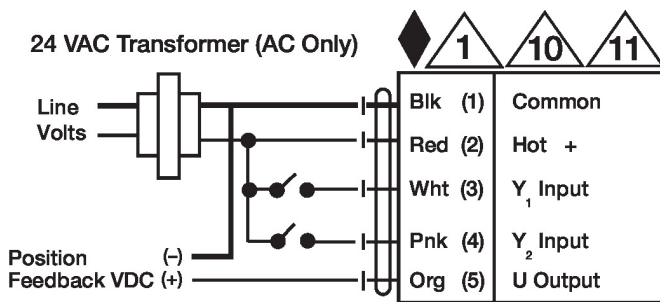 24 VAC Transformer (AC Only)
1 10 11
Line
Volts
Blk (1) Common
Red (2) Hot +
Wht (3) Y1 Input
Pnk (4) Y2 Input
Org (5) U Output
Position (–)
Feedback VDC (+)